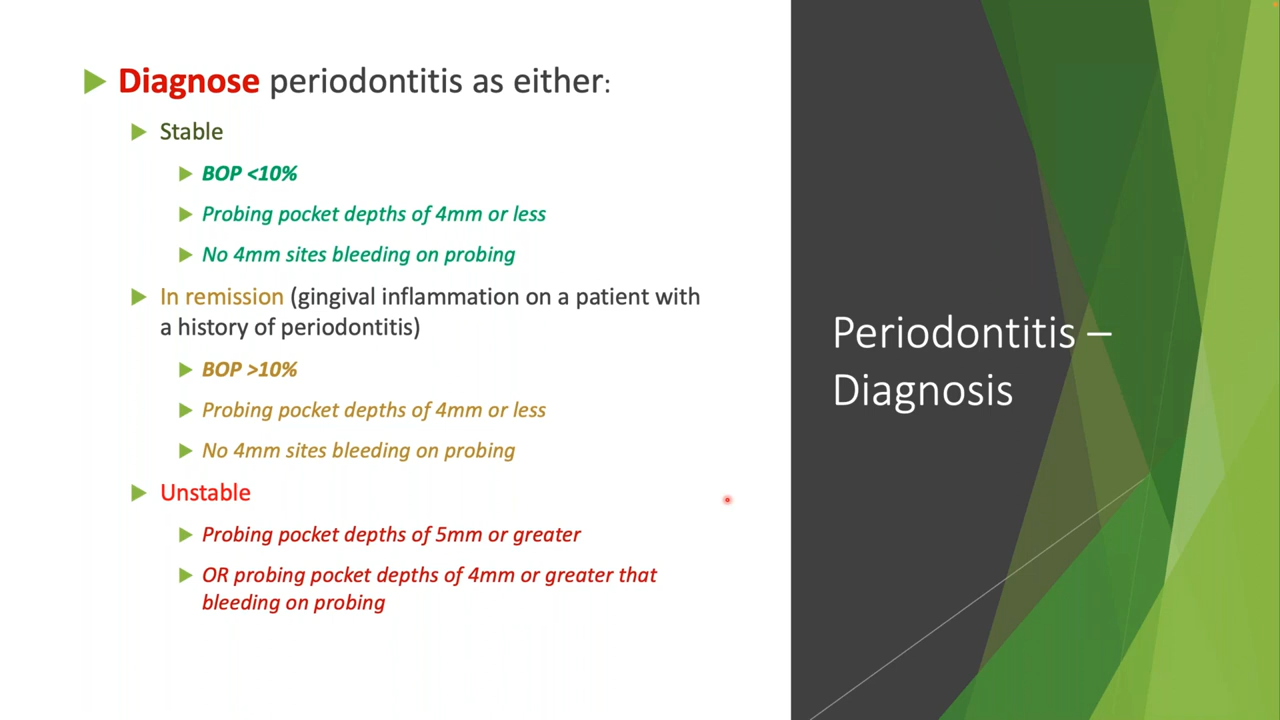 Diagnose periodontitis as either:
Stable
BOP <10%
Probing pocket depths of 4mm or less
No 4mm sites bleeding on probing
In remission (gingival inflammation on a patient with
a history of periodontitis)
BOP >10%
Probing pocket depths of 4mm or less
No 4mm sites bleeding on probing
Unstable
Probing pocket depths of 5mm or greater
OR probing pocket depths of 4mm or greater that
bleeding on probing
Periodontitis –
Diagnosis